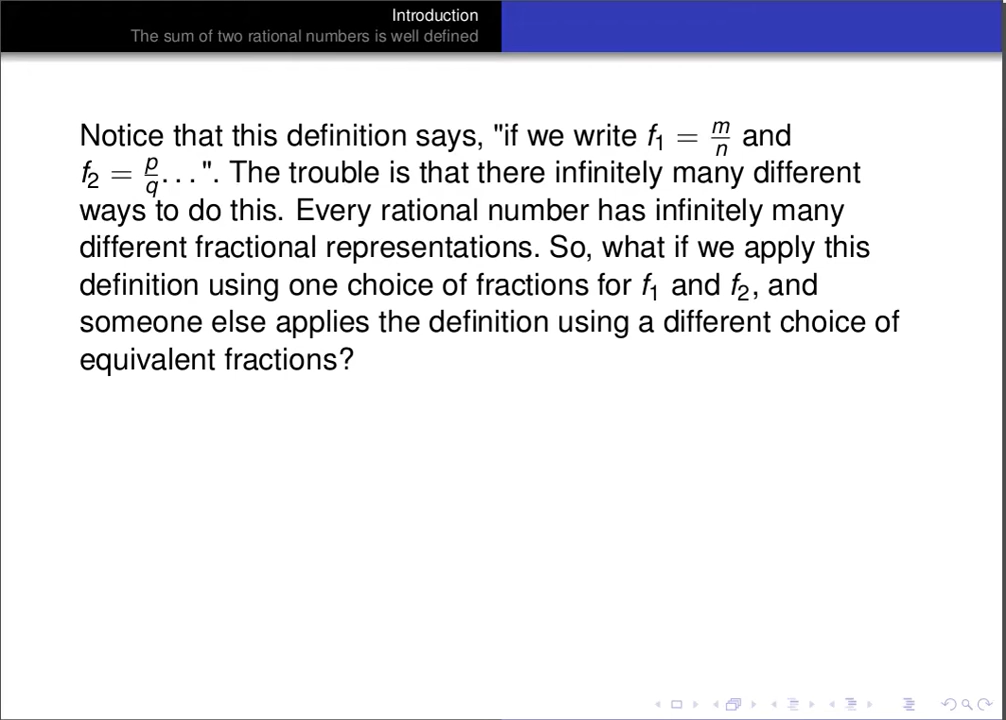 Introduction
The sum of two rational numbers is well defined
Notice that this definition says, "if we write f₁ = m/n and
f₂ = p/q. . . ". The trouble is that there infinitely many different
ways to do this. Every rational number has infinitely many
different fractional representations. So, what if we apply this
definition using one choice of fractions for f₁ and f₂, and
someone else applies the definition using a different choice of
equivalent fractions?